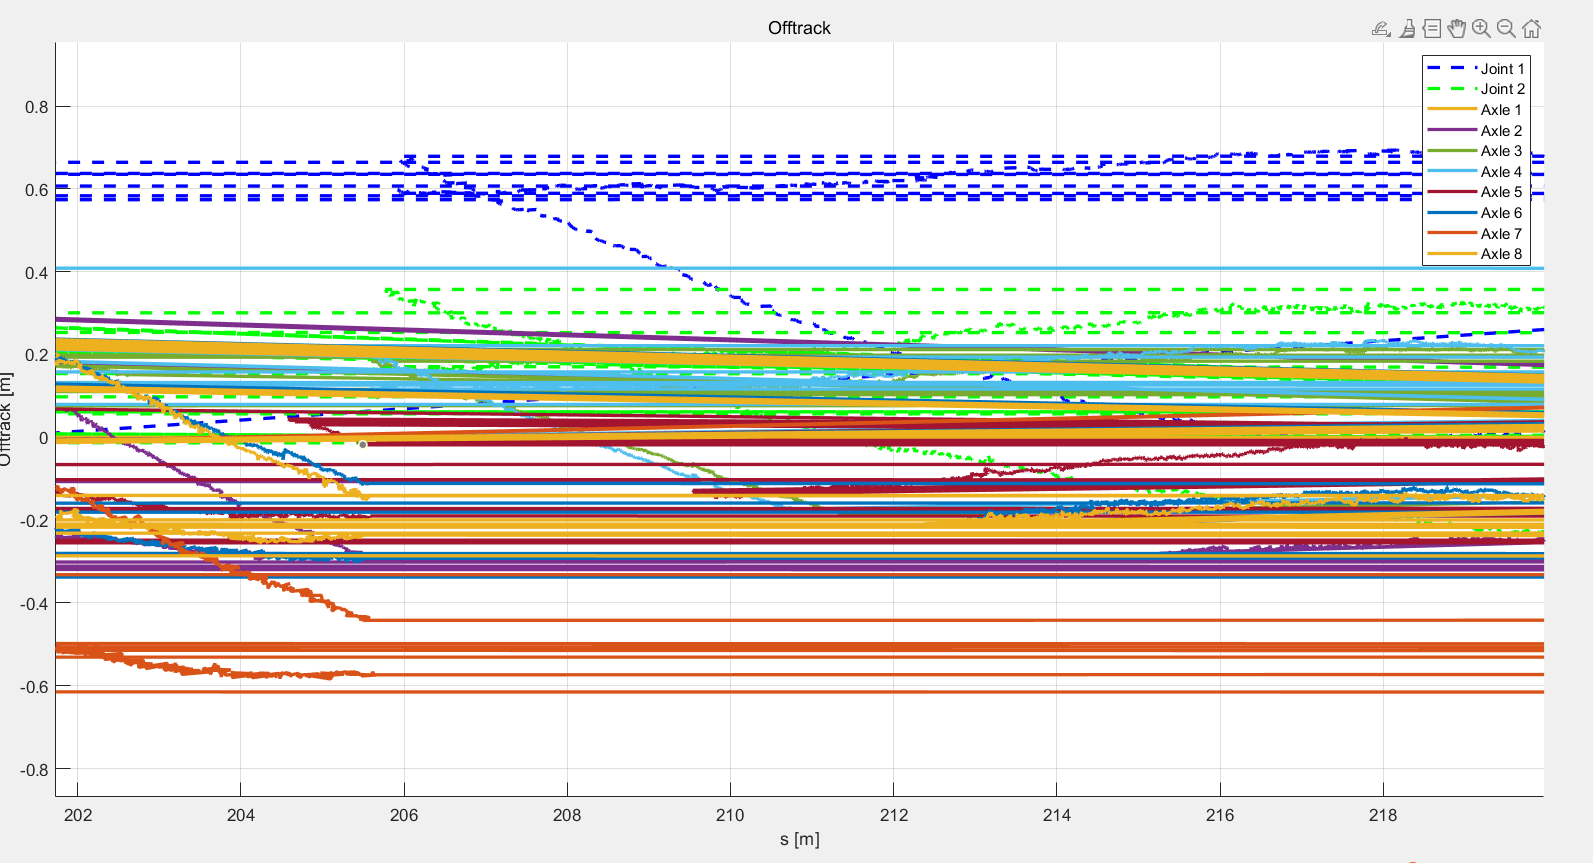 Offtrack
Joint 1
Joint 2
Axle 1
Axle 2
Axle 3
Axle 4
Axle 5
Axle 6
Axle 7
Axle 8
0.8
0.6
0.4
0.2
0
-0.2
-0.4
-0.6
-0.8
Offtrack [m]
202 204 206 208 210 212 214 216 218
s [m]